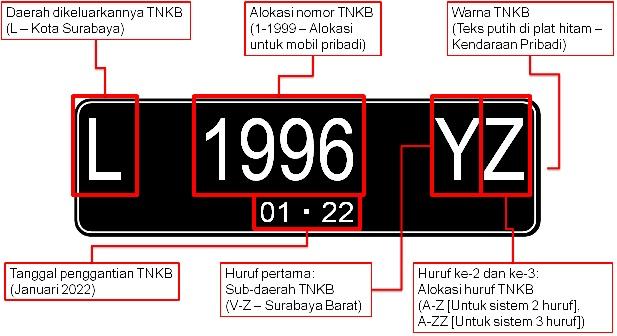 Daerah dikeluarkannya TNKB
(L – Kota Surabaya)
Alokasi nomor TNKB
(1-1999 – Alokasi
untuk mobil pribadi)
Warna TNKB
(Teks putih di plat hitam –
Kendaraan Pribadi)
L 1996 YZ
01 · 22
Tanggal penggantian TNKB
(Januari 2022)
Huruf pertama:
Sub-daerah TNKB
(V-Z – Surabaya Barat)
Huruf ke-2 dan ke-3:
Alokasi huruf TNKB
(A-Z [Untuk sistem 2 huruf],
A-ZZ [Untuk sistem 3 huruf])